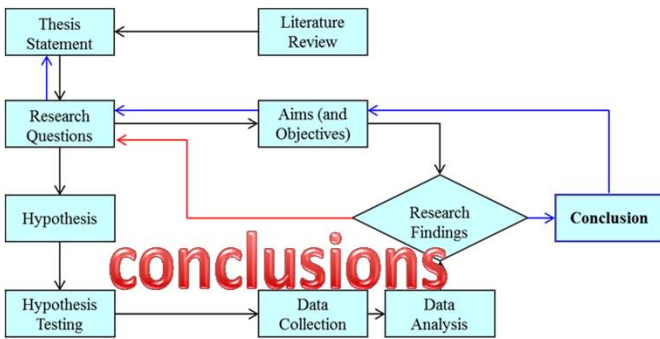 Thesis
Statement
Literature
Review
Research
Questions
Aims (and
Objectives)
Hypothesis
Research
Findings
Conclusion
conclusions
Hypothesis
Testing
Data
Collection
Data
Analysis